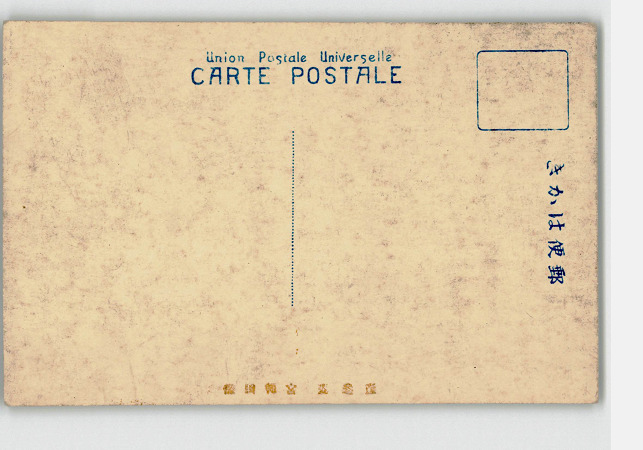 Union Postale Universelle
CARTE POSTALE
郵便はかき